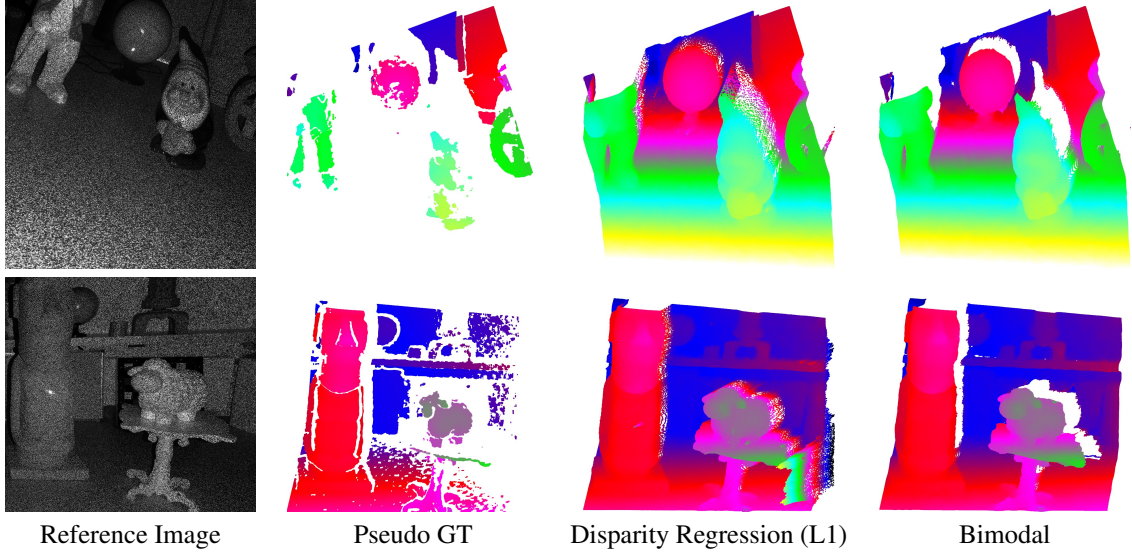 Reference Image
Pseudo GT
Disparity Regression (L1)
Bimodal